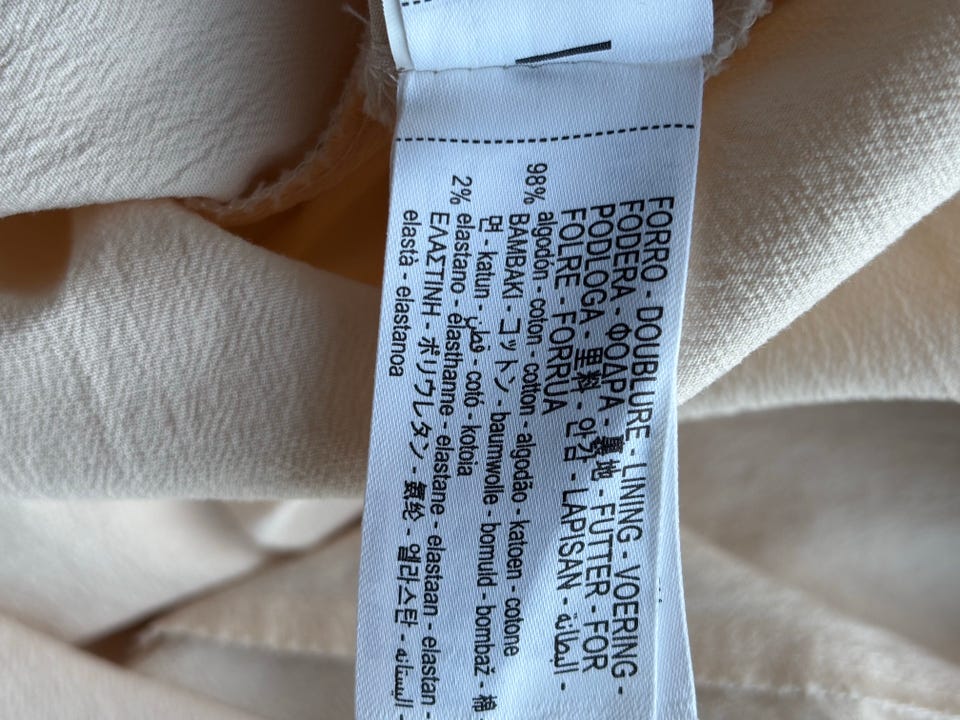 FORRO - DOUBLURE - LINING - VOERING -
FODERA - ΦΟΔΡΑ - 裏地 - FUTTER - FOR
PODLOGA - 里料 - 안감 - LAPISAN - البطانة -
FOLRE - FORRUA
98% algodón - coton - cotton - algodão - katoen - cotone
BAMBAKI - コットン - baumwolle - bomuld - bombaž - 棉
면 - katun - قطن - cotó - kotoia
2% elastano - élasthanne - elastane - elastaan - elastan -
ΕΛΑΣΤΙΝΗ - ポリウレタン - 氨纶 - 엘라스틴 - اليستان -
elastà - elastanoa